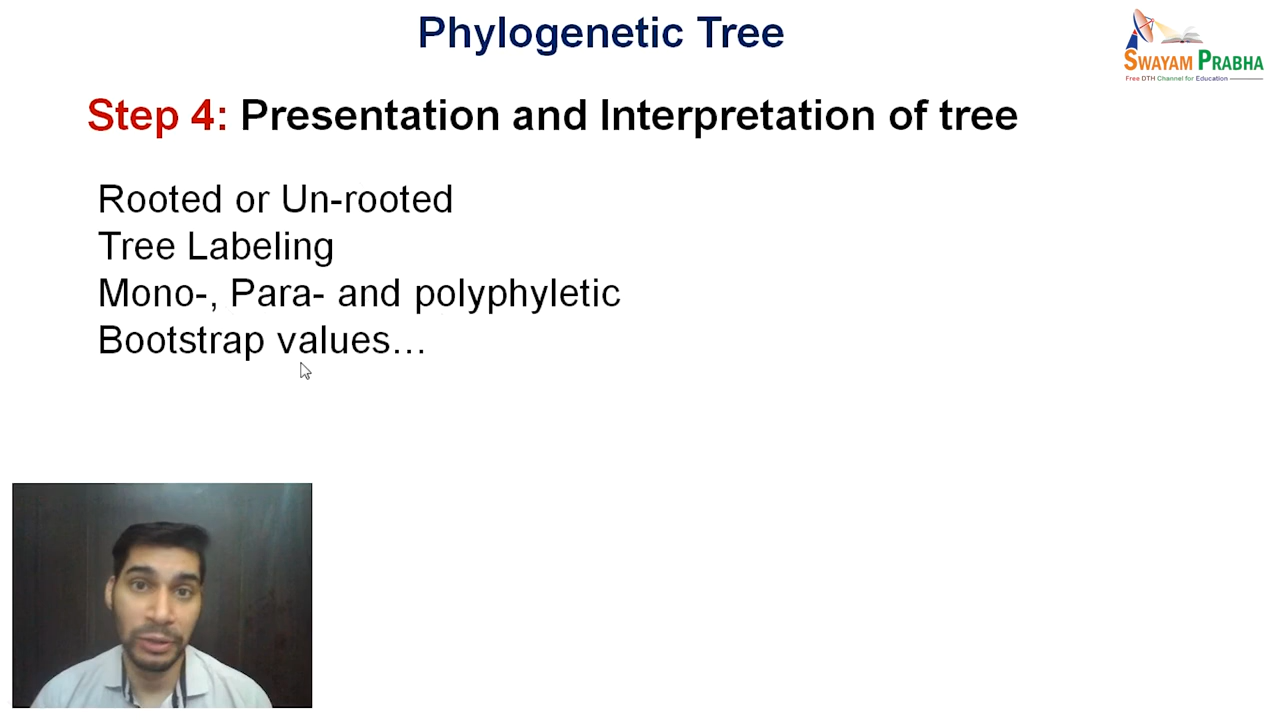 Phylogenetic Tree
SWAYAM PRABHA
Free DTH Channel for Education
Step 4: Presentation and Interpretation of tree
Rooted or Un-rooted
Tree Labeling
Mono-, Para- and polyphyletic
Bootstrap values...